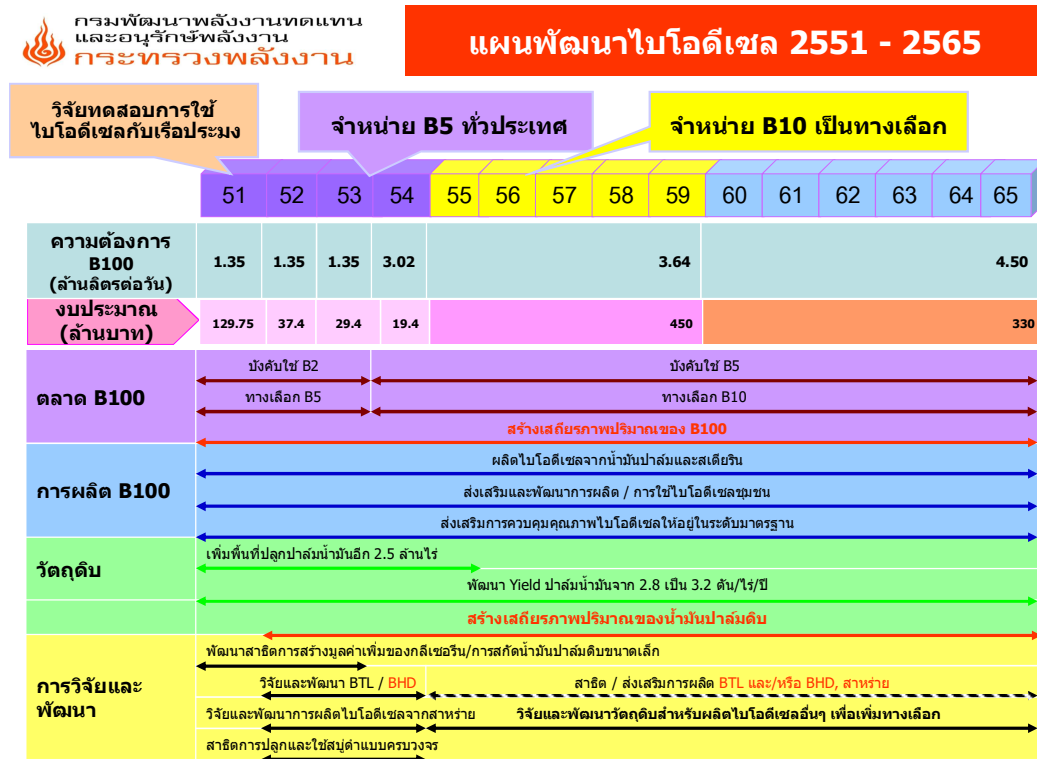 กรมพัฒนาพลังงานทดแทน
และอนุรักษ์พลังงาน
กระทรวงพลังงาน
แผนพัฒนาไบโอดีเซล 2551 - 2565
วิจัยทดสอบการใช้
ไบโอดีเซลกับเรือประมง
จำหน่าย B5 ทั่วประเทศ
จำหน่าย B10 เป็นทางเลือก
51 52 53 54 55 56 57 58 59 60 61 62 63 64 65
ความต้องการ
B100
(ล้านลิตรต่อวัน)
1.35 1.35 1.35 3.02 3.64 4.50
งบประมาณ
(ล้านบาท)
129.75 37.4 29.4 19.4 450 330
ตลาด B100
บังคับใช้ B2 บังคับใช้ B5
ทางเลือก B5 ทางเลือก B10
สร้างเสถียรภาพปริมาณของ B100
การผลิต B100
ผลิตไบโอดีเซลจากน้ำมันปาล์มและสเตียริน
ส่งเสริมและพัฒนาการผลิต / การใช้ไบโอดีเซลชุมชน
ส่งเสริมการควบคุมคุณภาพไบโอดีเซลให้อยู่ในระดับมาตรฐาน
วัตถุดิบ
เพิ่มพื้นที่ปลูกปาล์มน้ำมันอีก 2.5 ล้านไร่
พัฒนา Yield ปาล์มน้ำมันจาก 2.8 เป็น 3.2 ตัน/ไร่/ปี
สร้างเสถียรภาพปริมาณของน้ำมันปาล์มดิบ
การวิจัยและ
พัฒนา
พัฒนาสาธิตการสร้างมูลค่าเพิ่มของกลีเซอรีน/การสกัดน้ำมันปาล์มดิบขนาดเล็ก
วิจัยและพัฒนา BTL / BHD สาธิต / ส่งเสริมการผลิต BTL และ/หรือ BHD, สาหร่าย
วิจัยและพัฒนาการผลิตไบโอดีเซลจากสาหร่าย วิจัยและพัฒนาวัตถุดิบสำหรับผลิตไบโอดีเซลอื่นๆ เพื่อเพิ่มทางเลือก
สาธิตการปลูกและใช้สบู่ดำแบบครบวงจร